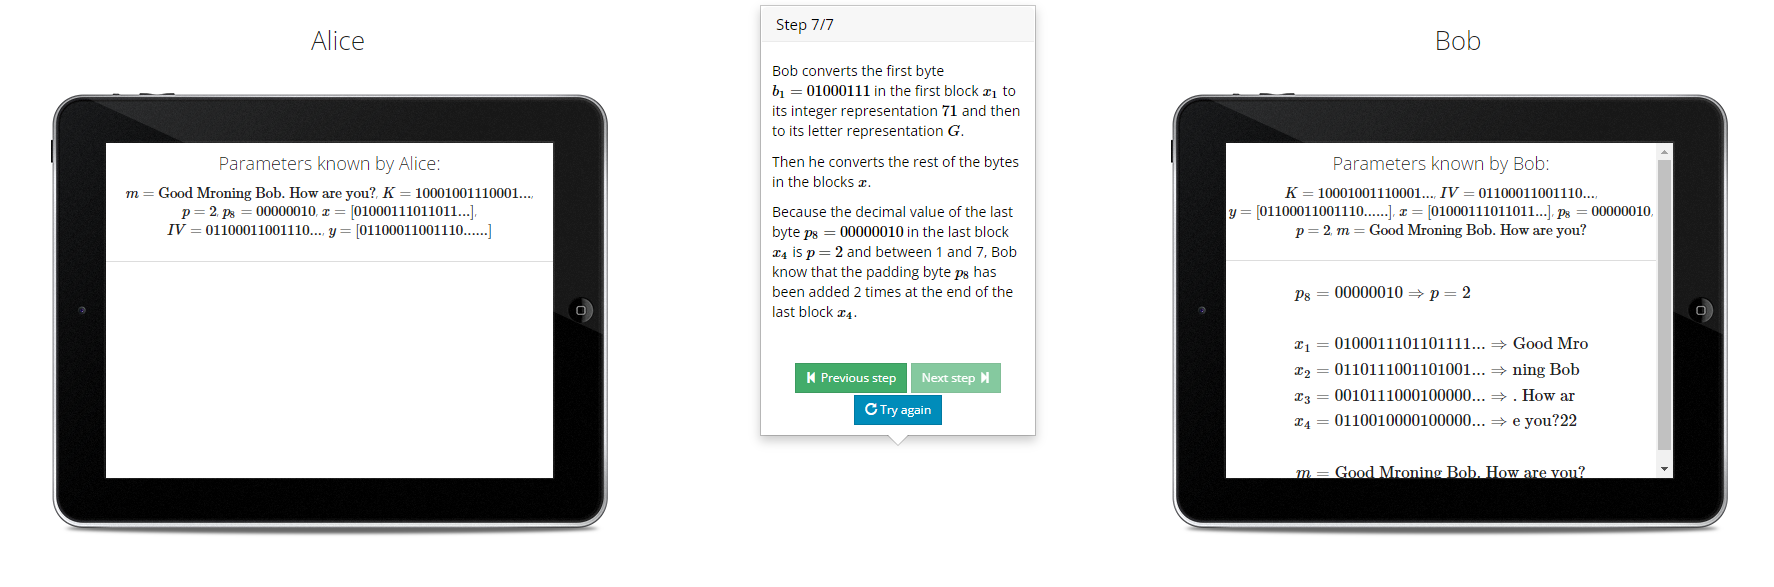 Alice
Parameters known by Alice:
m = Good Mroning Bob. How are you?, K = 10001001110001...,
p = 2, p₈ = 00000010, x = [01000111011011...],
IV = 01100011001110..., y = [01100011001110......]
Step 7/7
Bob converts the first byte
b₁ = 01000111 in the first block x₁ to
its integer representation 71 and then
to its letter representation G.
Then he converts the rest of the bytes
in the blocks x.
Because the decimal value of the last
byte p₈ = 00000010 in the last block
x₄ is p = 2 and between 1 and 7, Bob
know that the padding byte p₈ has
been added 2 times at the end of the
last block x₄.
Previous step
Next step
Try again
Bob
Parameters known by Bob:
K = 10001001110001..., IV = 01100011001110...,
y = [01100011001110......], x = [01000111011011...], p₈ = 00000010,
p = 2, m = Good Mroning Bob. How are you?
p₈ = 00000010 ⇒ p = 2
x₁ = 0100011101101111... ⇒ Good Mro
x₂ = 0110111001101001... ⇒ ning Bob
x₃ = 0010111000100000... ⇒ . How ar
x₄ = 0110010000100000... ⇒ e you?22
m = Good Mroning Bob. How are you?